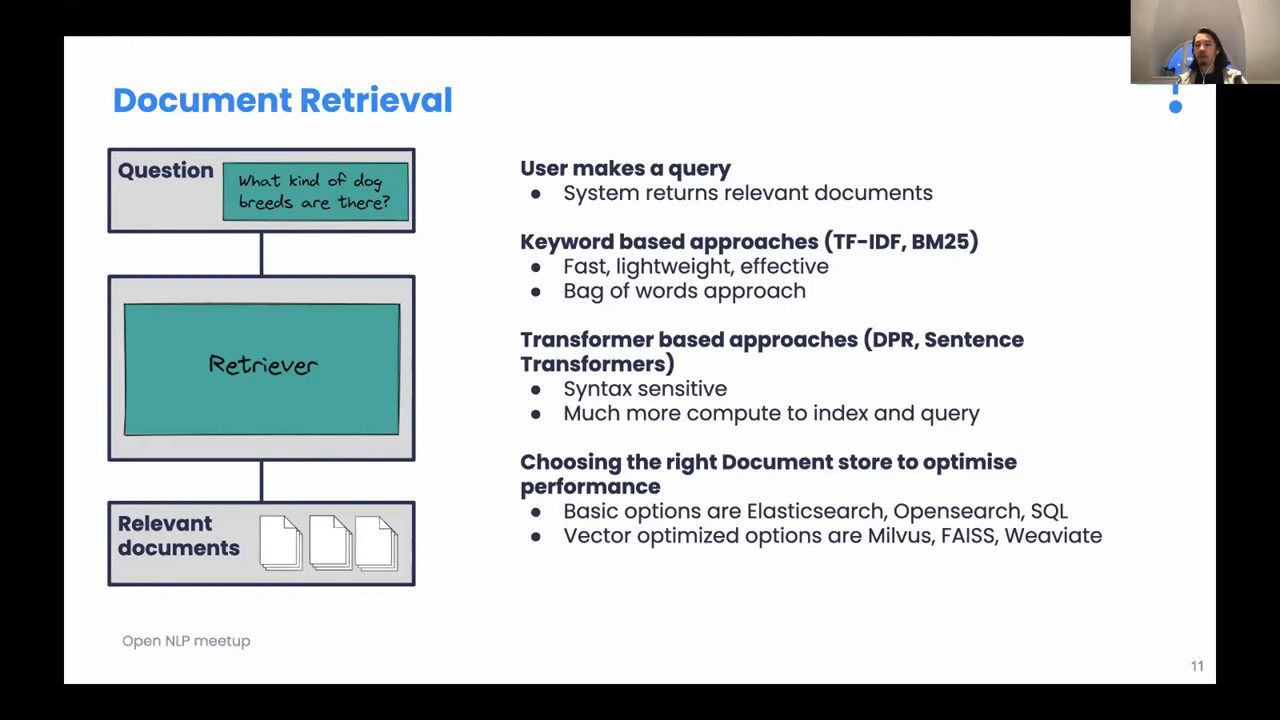 Document Retrieval
Question
What kind of dog
breeds are there?
Retriever
Relevant
documents
User makes a query
● System returns relevant documents
Keyword based approaches (TF-IDF, BM25)
● Fast, lightweight, effective
● Bag of words approach
Transformer based approaches (DPR, Sentence
Transformers)
● Syntax sensitive
● Much more compute to index and query
Choosing the right Document store to optimise
performance
● Basic options are Elasticsearch, Opensearch, SQL
● Vector optimized options are Milvus, FAISS, Weaviate
Open NLP meetup
11